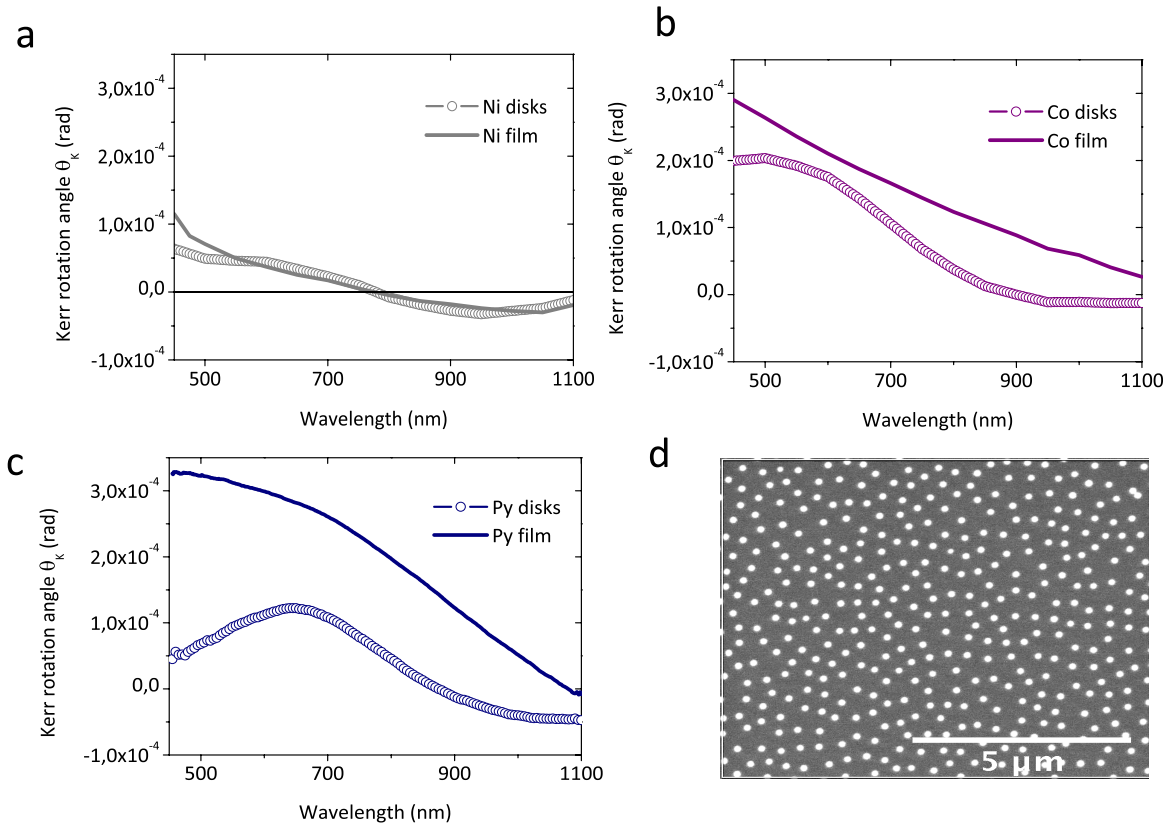 a
Kerr rotation angle θK (rad)
3,0x10-4
2,0x10-4
1,0x10-4
0,0
-1,0x10-4
Ni disks
Ni film
500 700 900 1100
Wavelength (nm)
b
Kerr rotation angle θK (rad)
3,0x10-4
2,0x10-4
1,0x10-4
0,0
-1,0x10-4
Co disks
Co film
500 700 900 1100
Wavelength (nm)
c
Kerr rotation angle θK (rad)
3,0x10-4
2,0x10-4
1,0x10-4
0,0
-1,0x10-4
Py disks
Py film
500 700 900 1100
Wavelength (nm)
d
5 µm